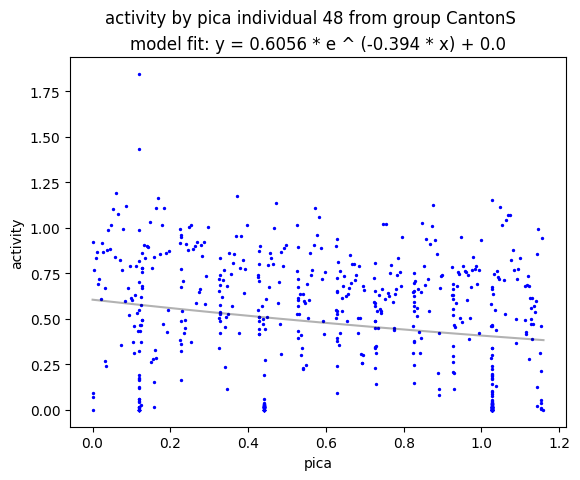 activity by pica individual 48 from group CantonS
model fit: y = 0.6056 * e ^ (-0.394 * x) + 0.0
1.75
1.50
1.25
1.00
0.75
0.50
0.25
0.00
activity
0.0 0.2 0.4 0.6 0.8 1.0 1.2
pica